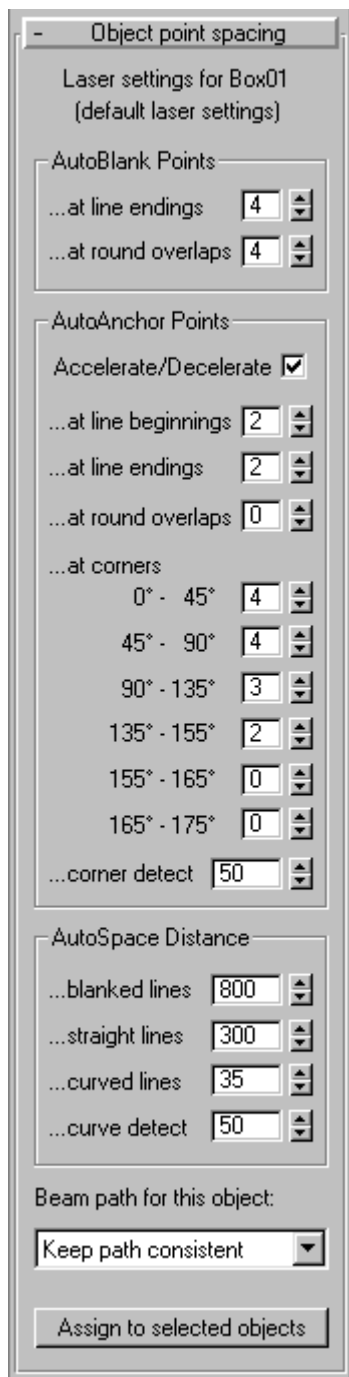 - Object point spacing
Laser settings for Box01
(default laser settings)
AutoBlank Points
...at line endings 4
...at round overlaps 4
AutoAnchor Points
Accelerate/Decelerate
...at line beginnings 2
...at line endings 2
...at round overlaps 0
...at corners
0° - 45° 4
45° - 90° 4
90° - 135° 3
135° - 155° 2
155° - 165° 0
165° - 175° 0
...corner detect 50
AutoSpace Distance
...blanked lines 800
...straight lines 300
...curved lines 35
...curve detect 50
Beam path for this object:
Keep path consistent
Assign to selected objects